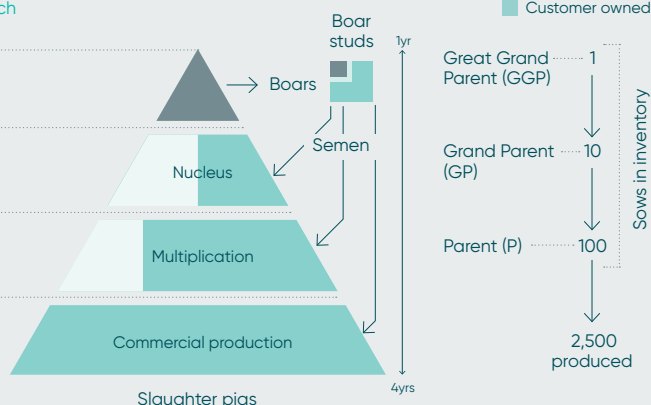 ch
Customer owned
Boar
studs
1yr
Boars
Semen
Nucleus
Multiplication
Commercial production
4yrs
Slaughter pigs
Great Grand
Parent (GGP)
1
Grand Parent
(GP)
10
Parent (P)
100
2,500
produced
Sows in inventory